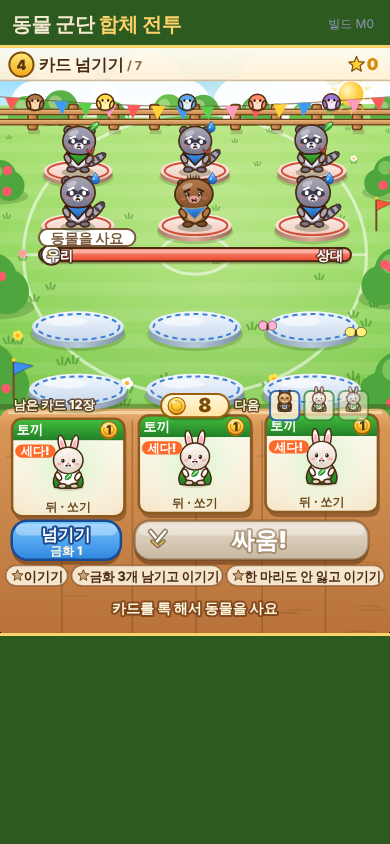 동물 군단 합체 전투
빌드 M0
4 카드 넘기기 / 7
0
동물을 사요
우리
상대
남은 카드 12장
8
다음
토끼 1
세다!
뒤 · 쏘기
토끼 1
세다!
뒤 · 쏘기
토끼 1
세다!
뒤 · 쏘기
넘기기
금화 1
싸움!
이기기
금화 3개 남기고 이기기
한 마리도 안 잃고 이기기
카드를 톡 해서 동물을 사요